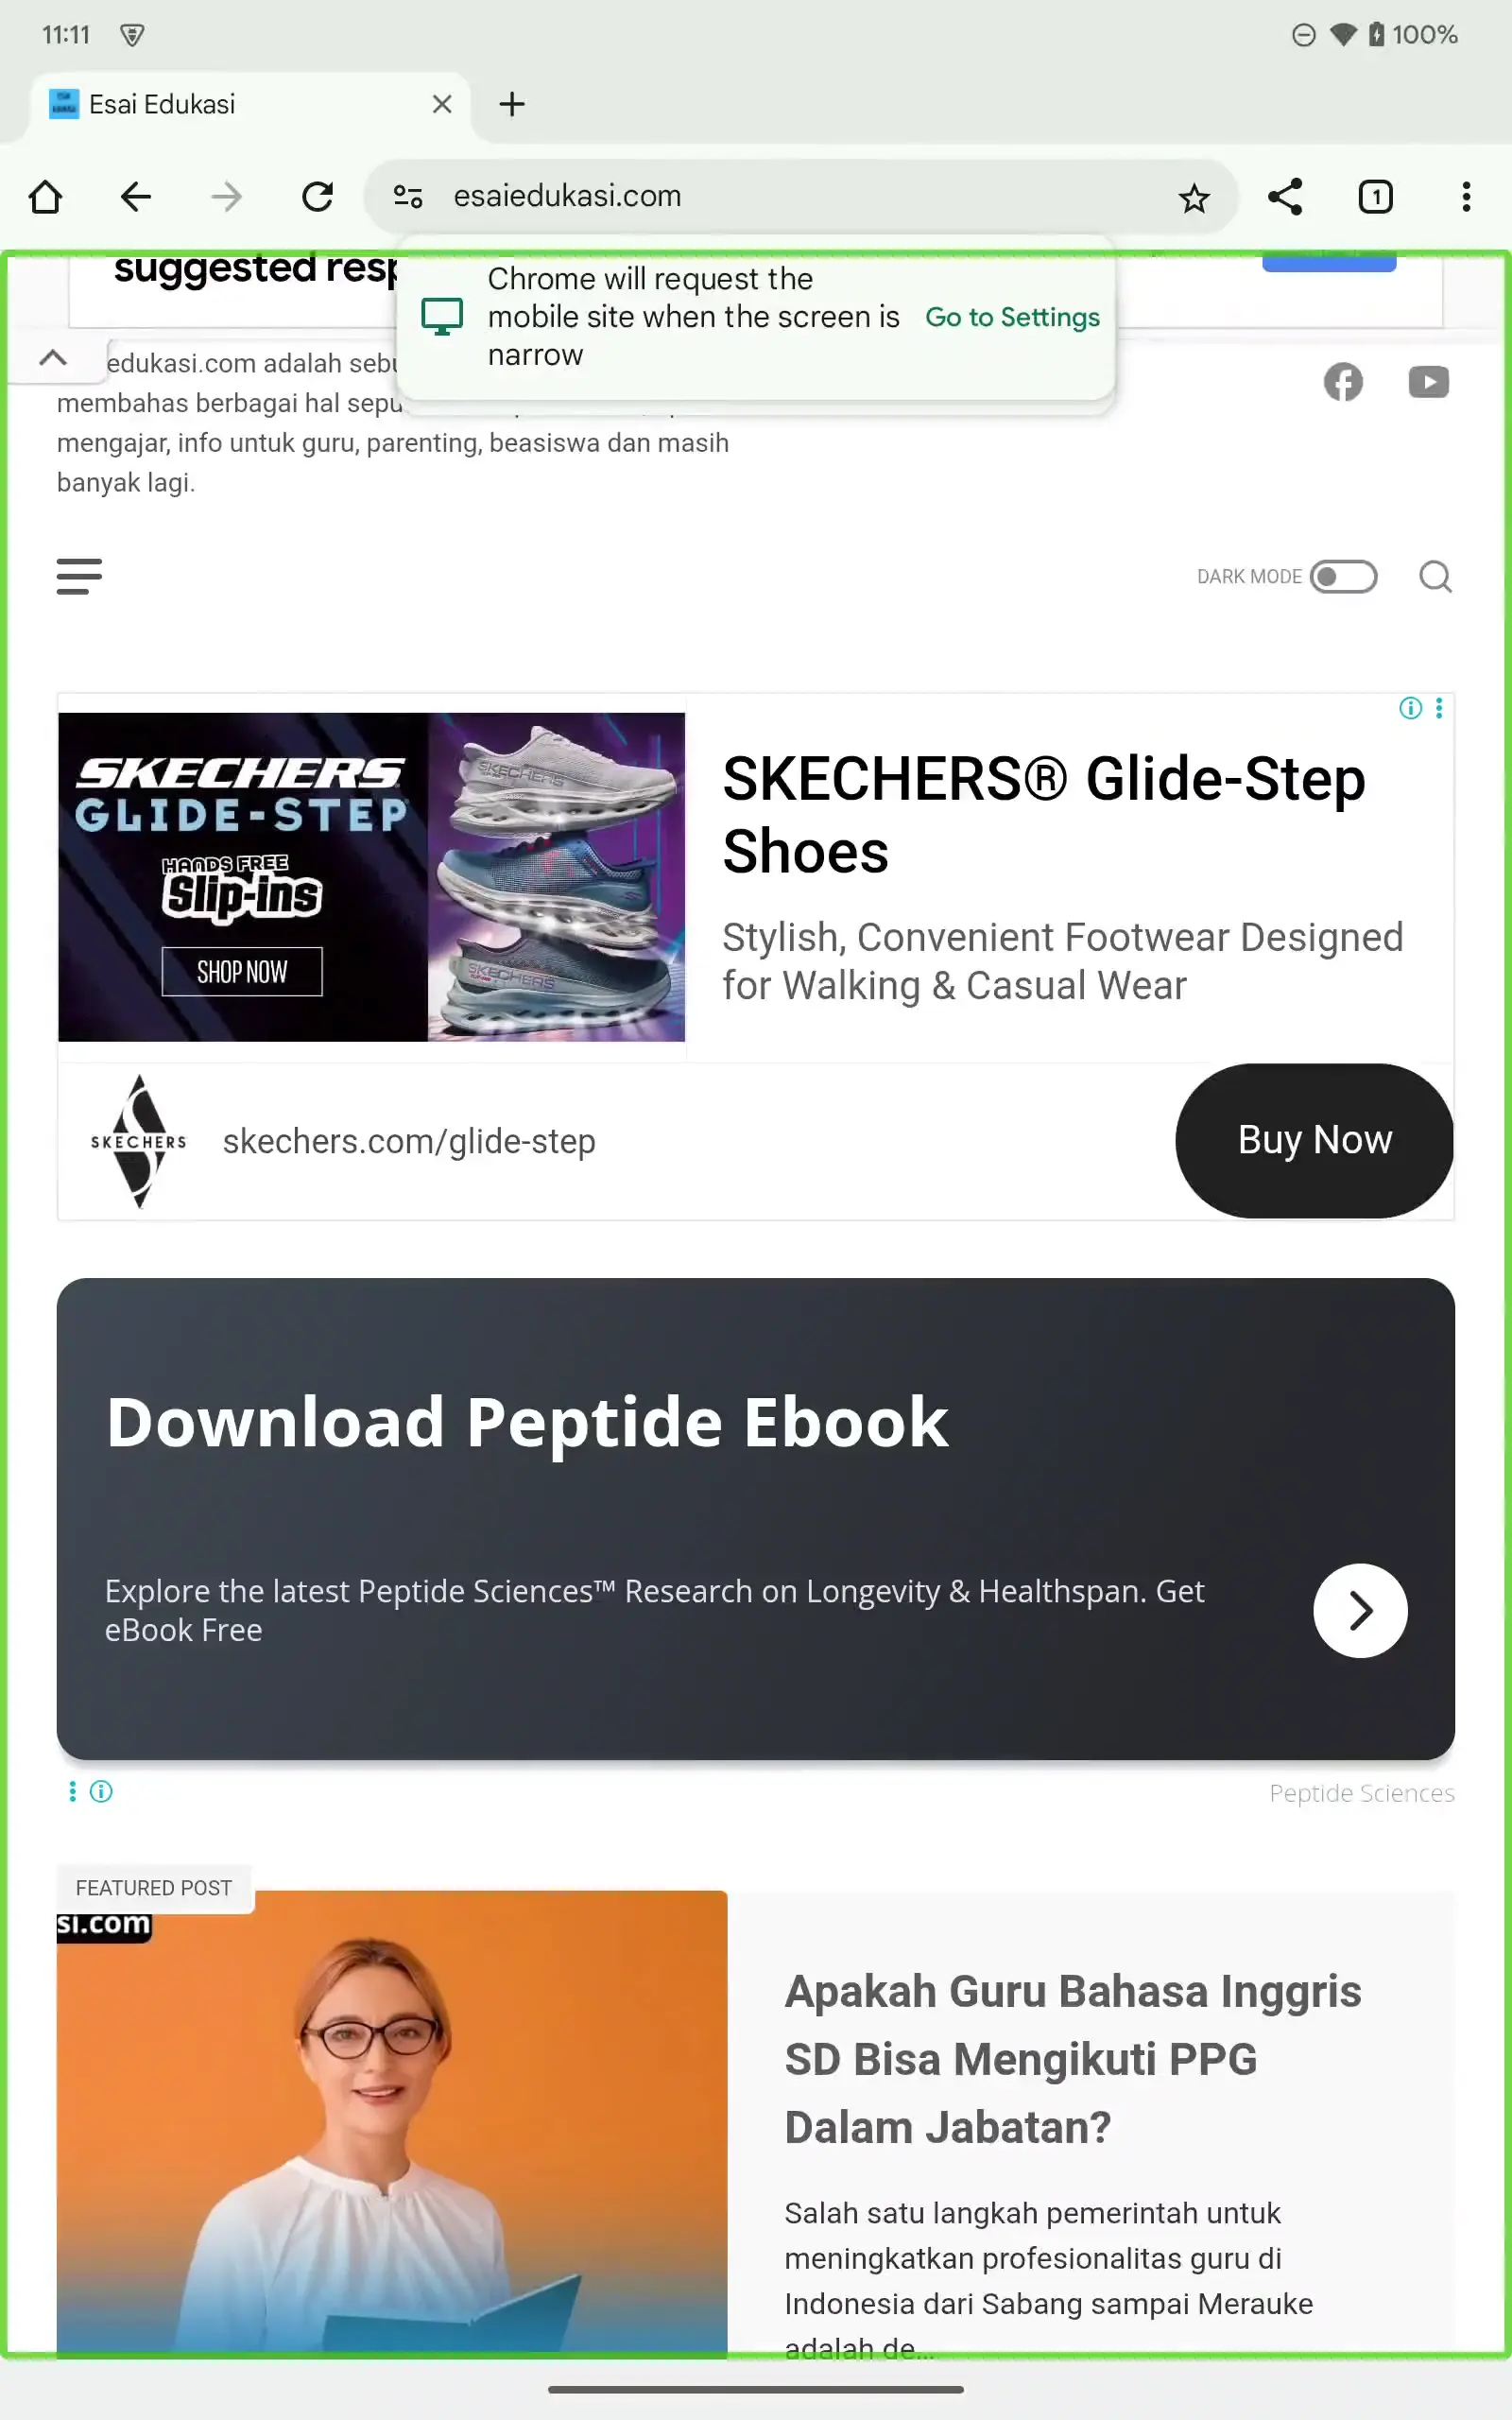 11:11
100%
Esai Edukasi
esaiedukasi.com
1
suggested
Chrome will request the
mobile site when the screen is
narrow
Go to Settings
edukasi.com adalah
membahas berbagai hal
mengajar, info untuk guru, parenting, beasiswa dan masih
banyak lagi.
DARK MODE
SKECHERS
GLIDE-STEP
HANDS FREE
Slip-ins
SHOP NOW
SKECHERS
SKECHERS
SKECHERS® Glide-Step
Shoes
Stylish, Convenient Footwear Designed
for Walking & Casual Wear
SKECHERS
skechers.com/glide-step
Buy Now
Download Peptide Ebook
Explore the latest Peptide Sciences™ Research on Longevity & Healthspan. Get
eBook Free
Peptide Sciences
FEATURED POST
si.com
Apakah Guru Bahasa Inggris
SD Bisa Mengikuti PPG
Dalam Jabatan?
Salah satu langkah pemerintah untuk
meningkatkan profesionalitas guru di
Indonesia dari Sabang sampai Merauke
adalah de...